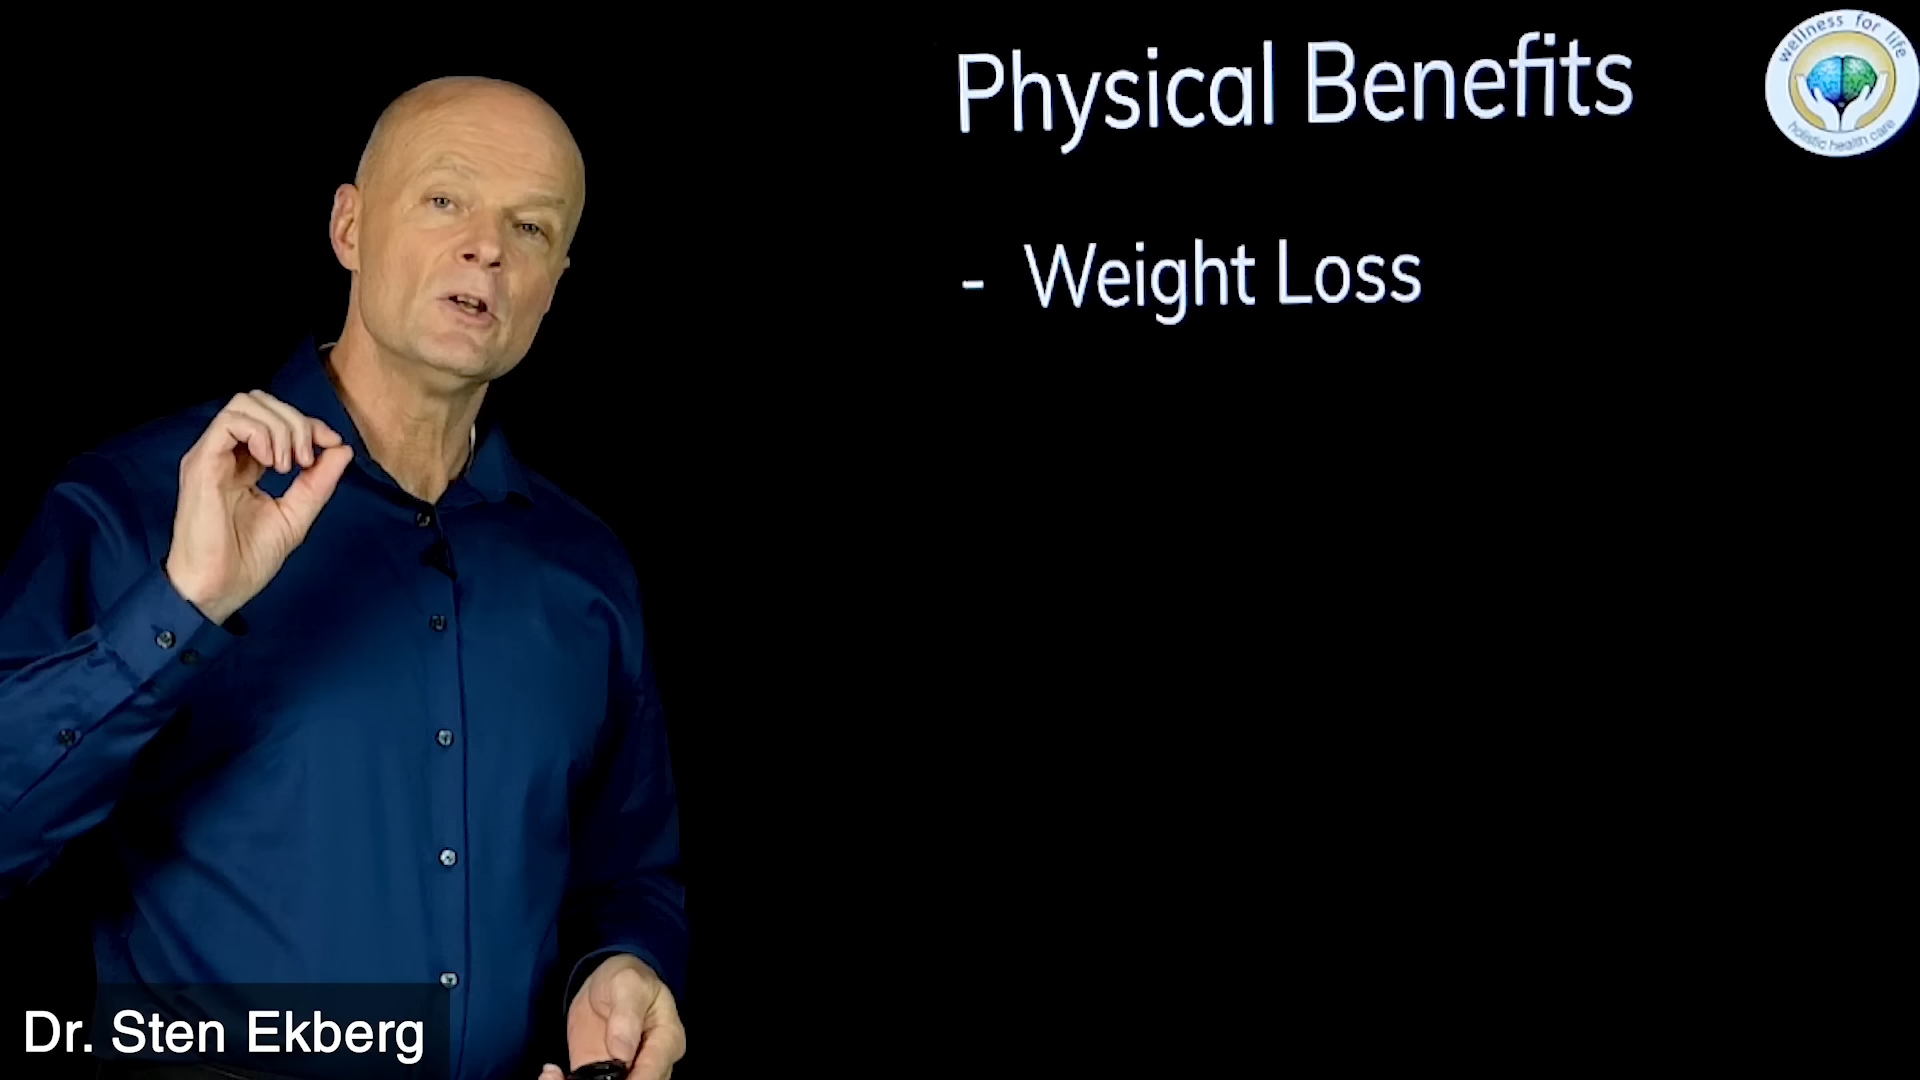 Physical Benefits
wellness for life
holistic health care
- Weight Loss
Dr. Sten Ekberg